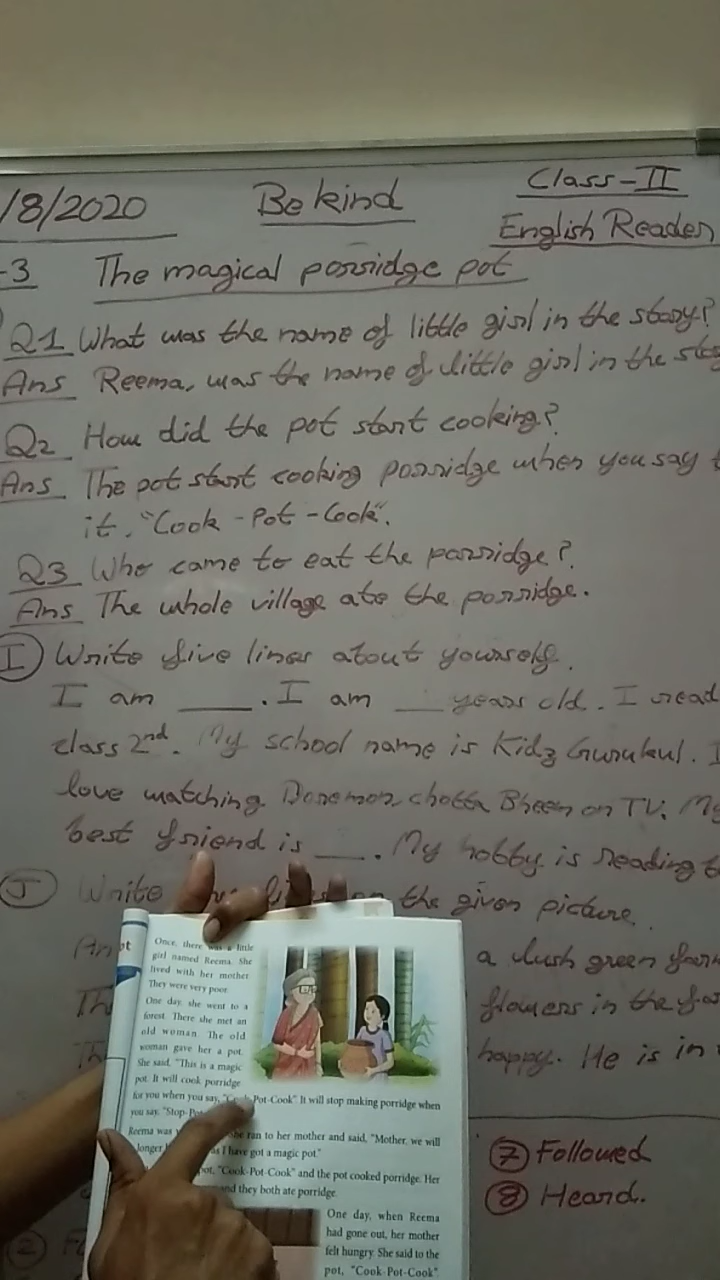 /8/2020
Be kind
Class-II
English Reader
-3 The magical porridge pot
Q1 What was the name of little girl in the story?
Ans Reema, was the name of little girl in the
Q2 How did the pot start cooking?
Ans The pot start cooking porridge when you say
it, "Cook-Pot-Cook".
Q3 Who came to eat the porridge?
Ans The whole village ate the porridge.
I Write five lines about yourself.
I am ____. I am ___ years old. I read
class 2nd. My school name is Kidz Gurukul. I
love watching Doremon, chotta Bheem on TV. My
best friend is ___. My hobby is reading
J Write the given picture.
a lush green
flowers in the
happy. He is in
7 Followed
8 Heard.
Once, there was a little
girl named Reema. She
lived with her mother
They were very poor.
One day, she went to a
forest. There she met an
old woman. The old
woman gave her a pot.
She said, "This is a magic
pot. It will cook porridge
for you when you say, "Cook-Pot-Cook". It will stop making porridge when
you say, "Stop-
Reema was she ran to her mother and said, "Mother, we will
longer as I have got a magic pot."
pot, "Cook-Pot-Cook" and the pot cooked porridge. Her
and they both ate porridge.
One day, when Reema
had gone out, her mother
felt hungry. She said to the
pot, "Cook-Pot-Cook".